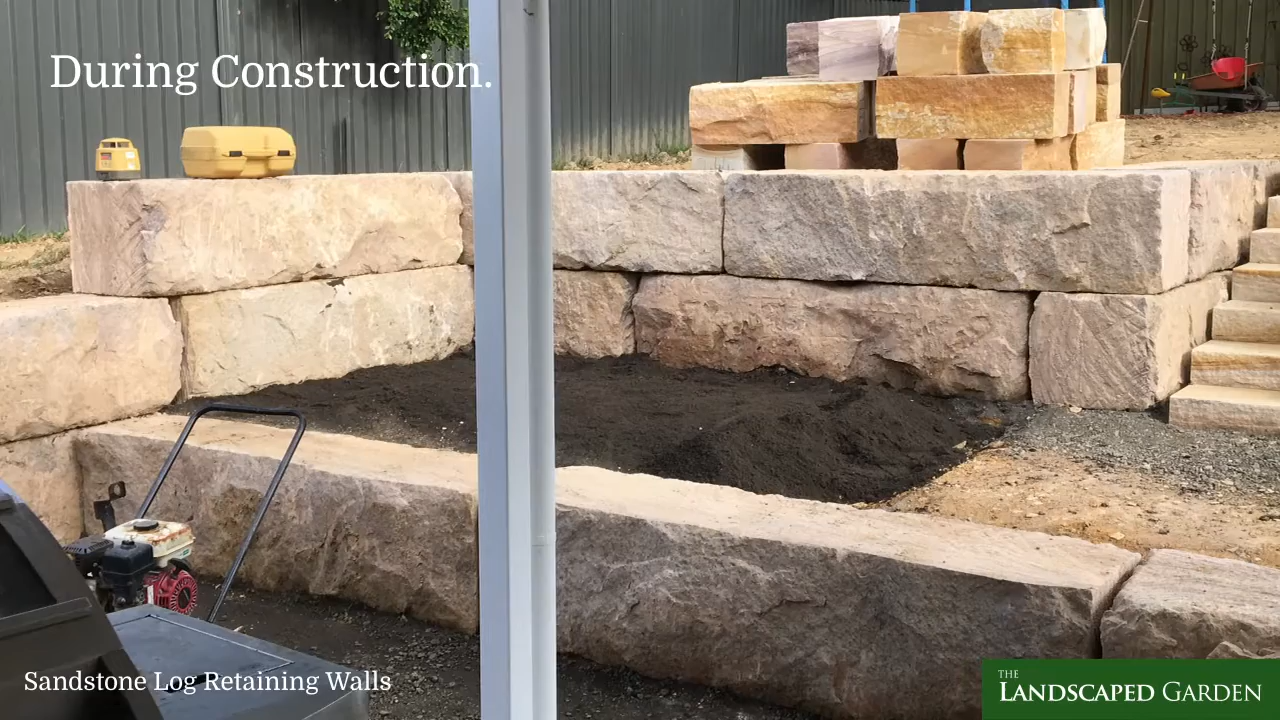 During Construction.
Sandstone Log Retaining Walls
THE
LANDSCAPED GARDEN